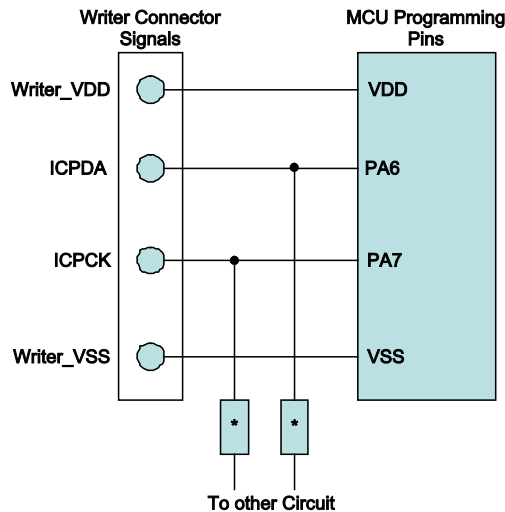 Writer Connector
Signals
MCU Programming
Pins
Writer_VDD
VDD
ICPDA
PA6
ICPCK
PA7
Writer_VSS
VSS
*
*
To other Circuit